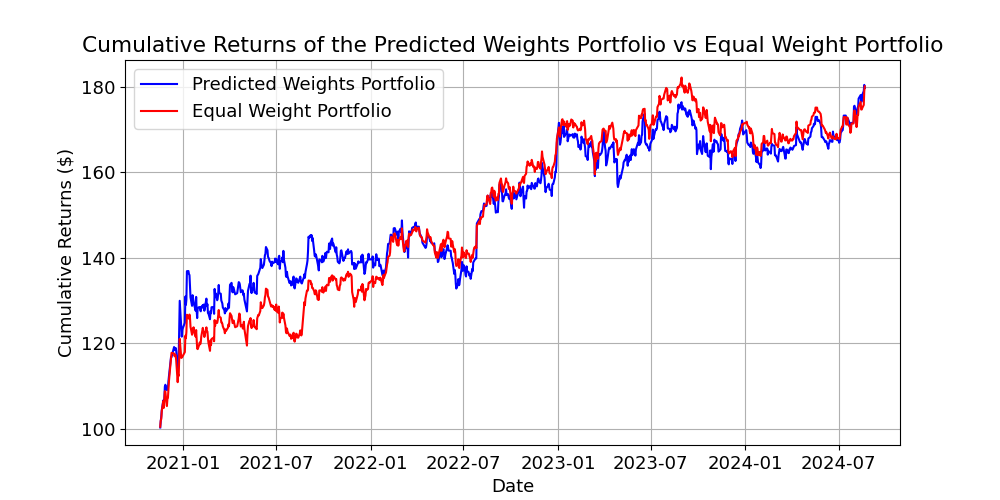 Cumulative Returns of the Predicted Weights Portfolio vs Equal Weight Portfolio
Predicted Weights Portfolio
Equal Weight Portfolio
Cumulative Returns ($)
180
160
140
120
100
2021-01 2021-07 2022-01 2022-07 2023-01 2023-07 2024-01 2024-07
Date